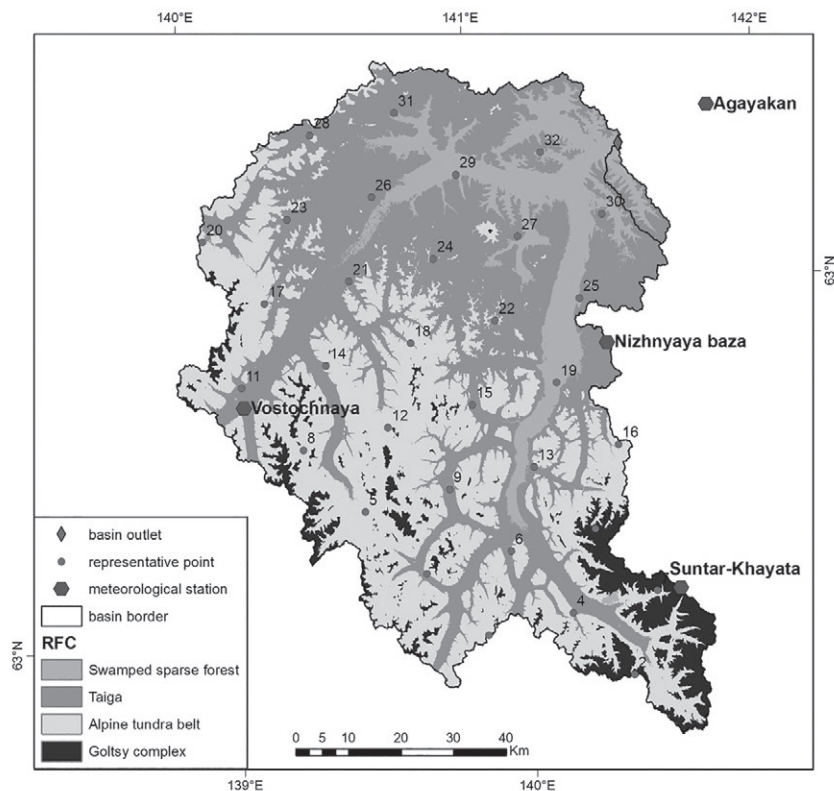 140°E
141°E
142°E
31
Agayakan
28
32
29
26
30
23
27
20
24
63°N
21
25
17
22
18
Nizhnyaya baza
14
19
11
15
Vostochnaya
12
16
8
13
9
5
basin outlet
representative point
6
meteorological station
Suntar-Khayata
basin border
4
RFC
63°N
Swamped sparse forest
Taiga
Alpine tundra belt
Goltsy complex
0 5 10 20 30 40
Km
139°E
140°E